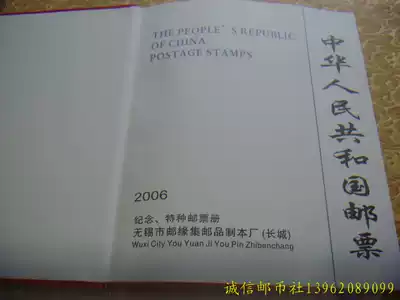 THE PEOPLE'S REPUBLIC
OF CHINA
POSTAGE STAMPS
中华人民共和国邮票
2006
纪念、特种邮票册
无锡市邮缘集邮品制本厂(长城)
Wuxi City You Yuan Ji You Pin Zhibenchang
诚信邮币社13962089099